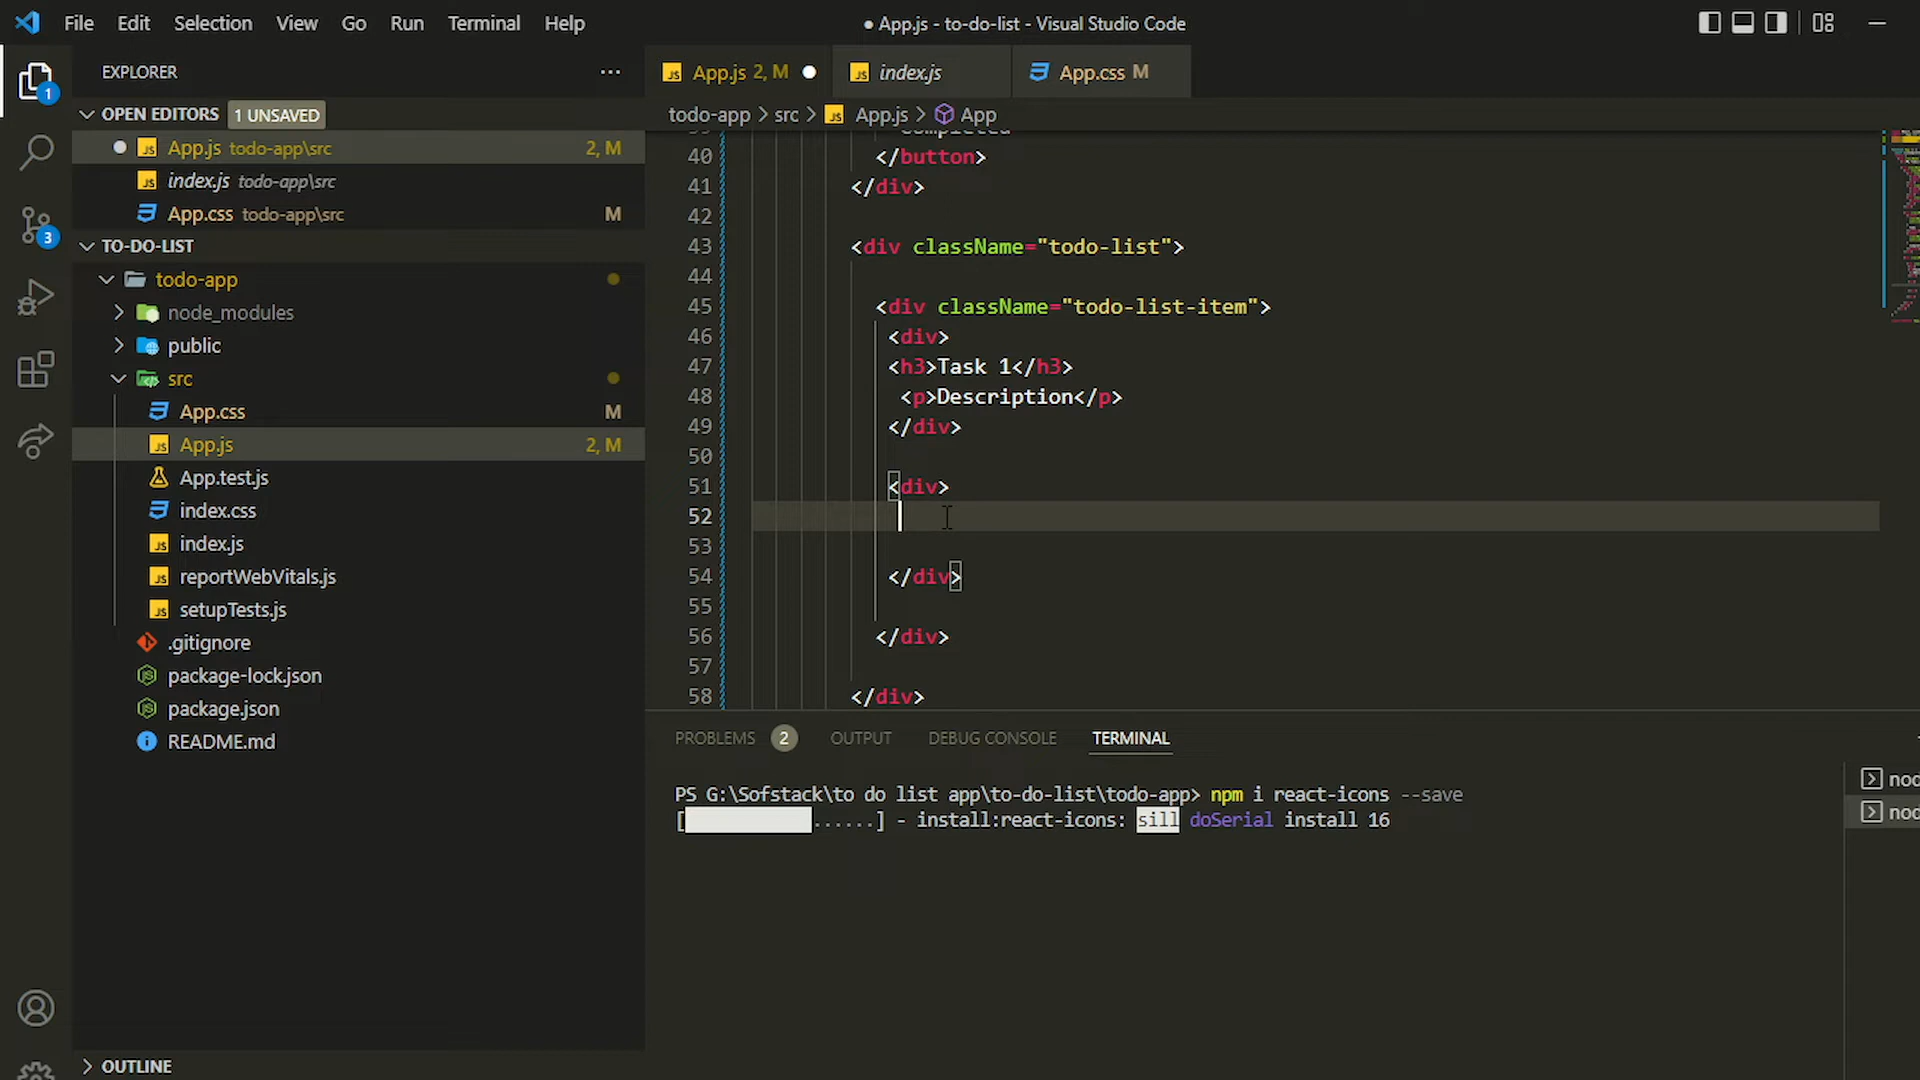 File Edit Selection View Go Run Terminal Help
● App.js - to-do-list - Visual Studio Code
EXPLORER ···
App.js 2, M ●
index.js
App.css M
OPEN EDITORS 1 UNSAVED
todo-app > src > App.js > App
App.js todo-app\src 2, M
index.js todo-app\src
App.css todo-app\src M
TO-DO-LIST
todo-app
node_modules
public
src
App.css M
App.js 2, M
App.test.js
index.css
index.js
reportWebVitals.js
setupTests.js
.gitignore
package-lock.json
package.json
README.md
OUTLINE
1
3
39 Completed
40 </button>
41 </div>
42
43 <div className="todo-list">
44
45 <div className="todo-list-item">
46 <div>
47 <h3>Task 1</h3>
48 <p>Description</p>
49 </div>
50
51 <div>
52
53
54 </div>
55
56 </div>
57
58 </div>
PROBLEMS 2 OUTPUT DEBUG CONSOLE TERMINAL
PS G:\Sofstack\to do list app\to-do-list\todo-app> npm i react-icons --save
[ ......] - install:react-icons: sill doSerial install 16